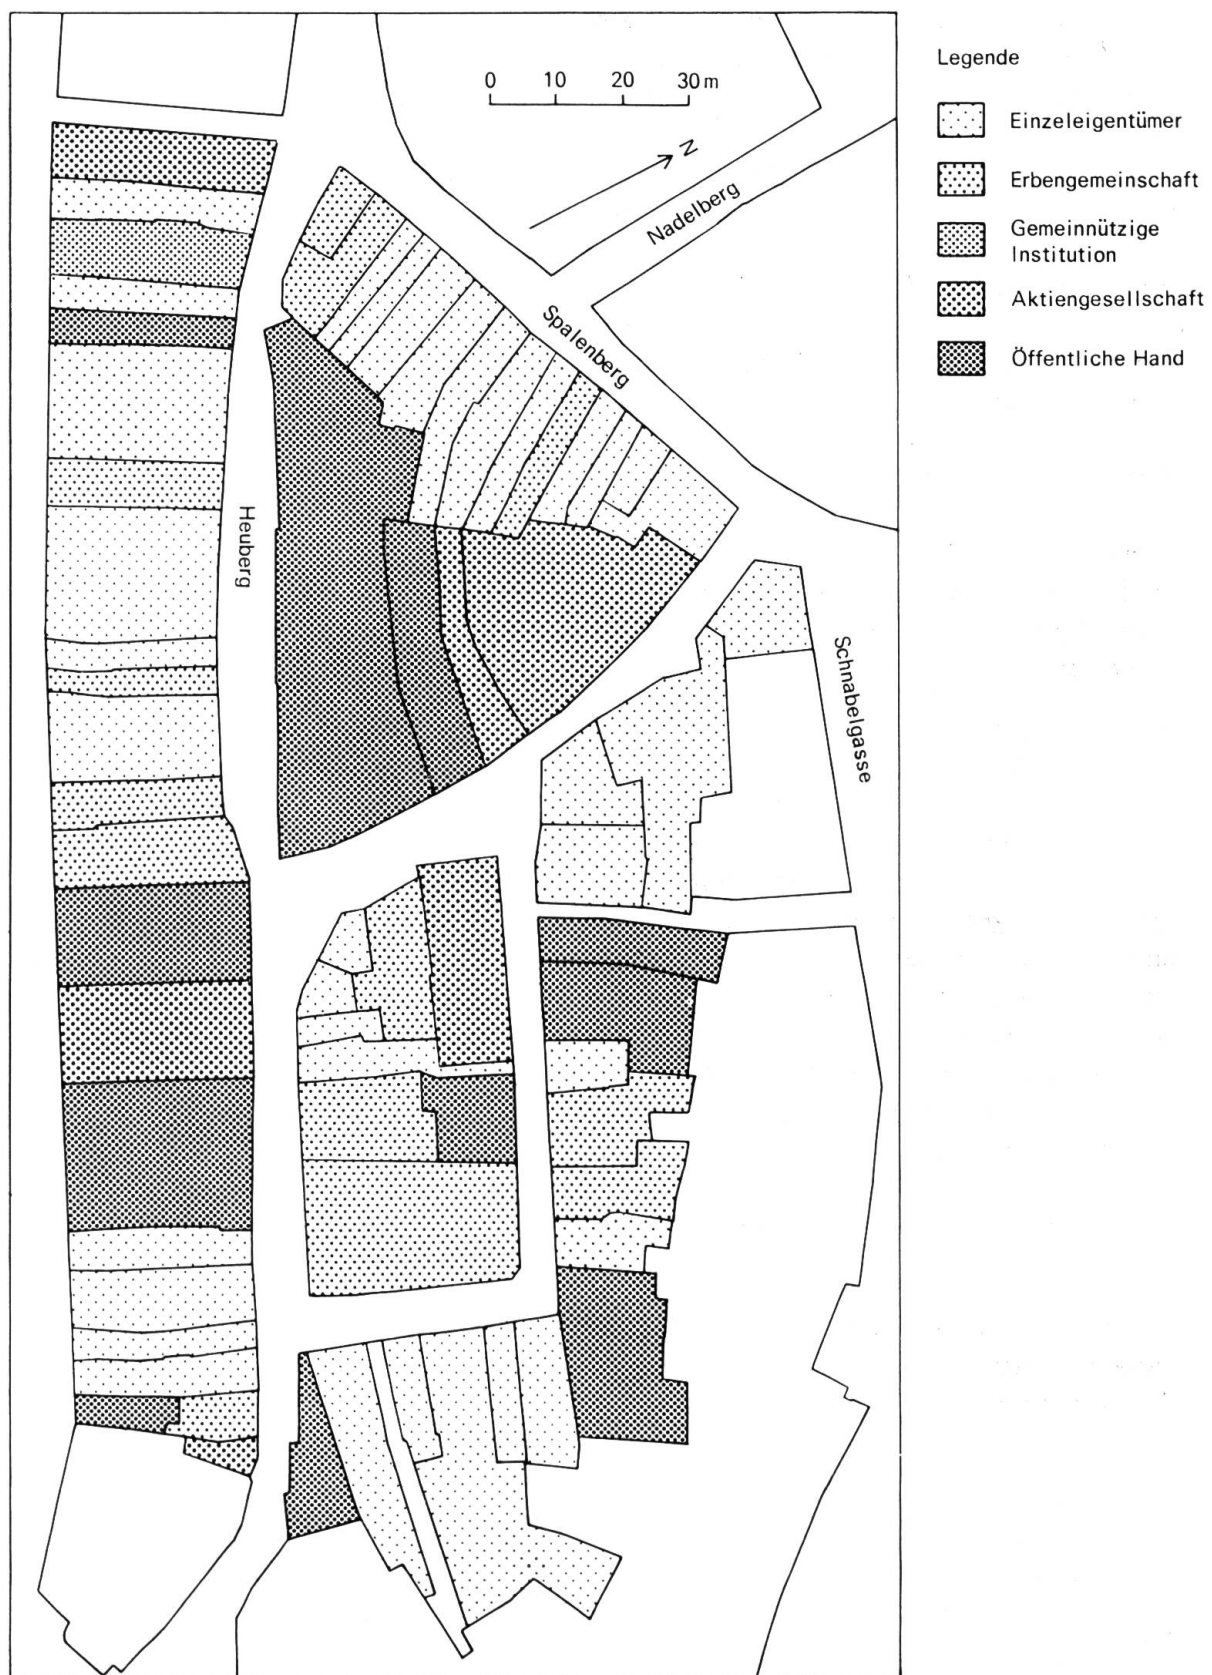 0 10 20 30 m
N
Nadelberg
Spalenberg
Heuberg
Schnabelgasse
Legende
Einzeleigentümer
Erbengemeinschaft
Gemeinnützige
Institution
Aktiengesellschaft
Öffentliche Hand